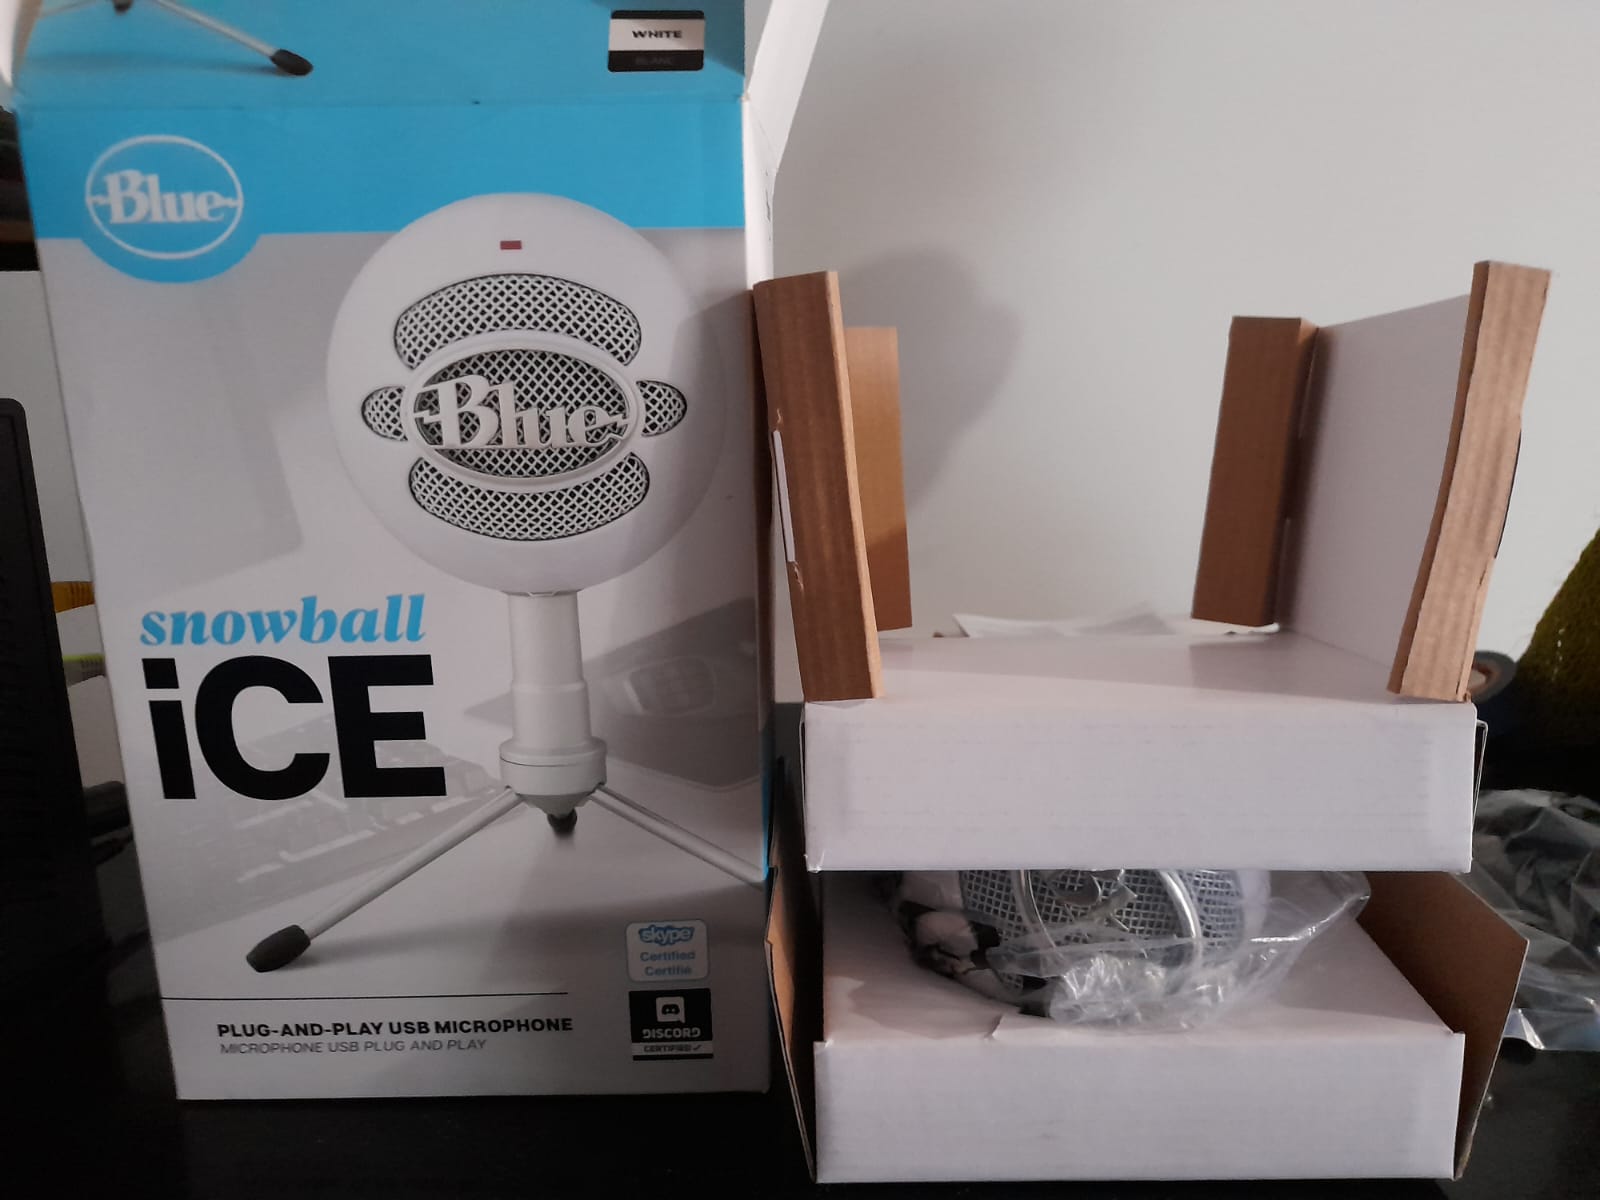 WHITE
BLANC
Blue
Blue
snowball
iCE
skype
Certified
Certifié
PLUG-AND-PLAY USB MICROPHONE
MICROPHONE USB PLUG AND PLAY
DISCORD
CERTIFIED ✓